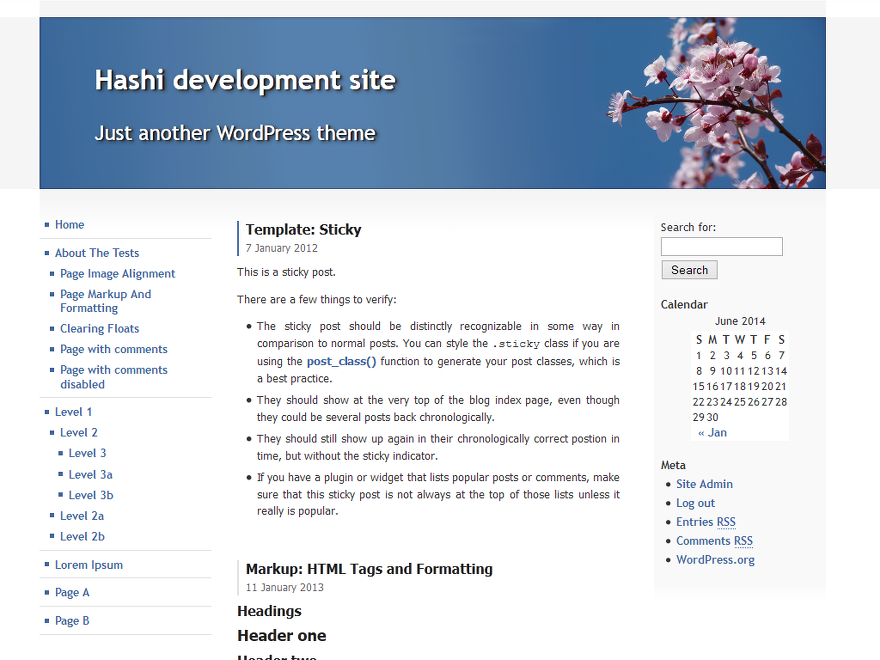 Hashi development site
Just another WordPress theme
Home
About The Tests
Page Image Alignment
Page Markup And
Formatting
Clearing Floats
Page with comments
Page with comments
disabled
Level 1
Level 2
Level 3
Level 3a
Level 3b
Level 2a
Level 2b
Lorem Ipsum
Page A
Page B
Template: Sticky
7 January 2012
This is a sticky post.
There are a few things to verify:
The sticky post should be distinctly recognizable in some way in
comparison to normal posts. You can style the .sticky class if you are
using the post_class() function to generate your post classes, which is
a best practice.
They should show at the very top of the blog index page, even though
they could be several posts back chronologically.
They should still show up again in their chronologically correct postion in
time, but without the sticky indicator.
If you have a plugin or widget that lists popular posts or comments, make
sure that this sticky post is not always at the top of those lists unless it
really is popular.
Markup: HTML Tags and Formatting
11 January 2013
Headings
Header one
Header two
Search for:
Search
Calendar
June 2014
S M T W T F S
1 2 3 4 5 6 7
8 9 10 11 12 13 14
15 16 17 18 19 20 21
22 23 24 25 26 27 28
29 30
« Jan
Meta
Site Admin
Log out
Entries RSS
Comments RSS
WordPress.org